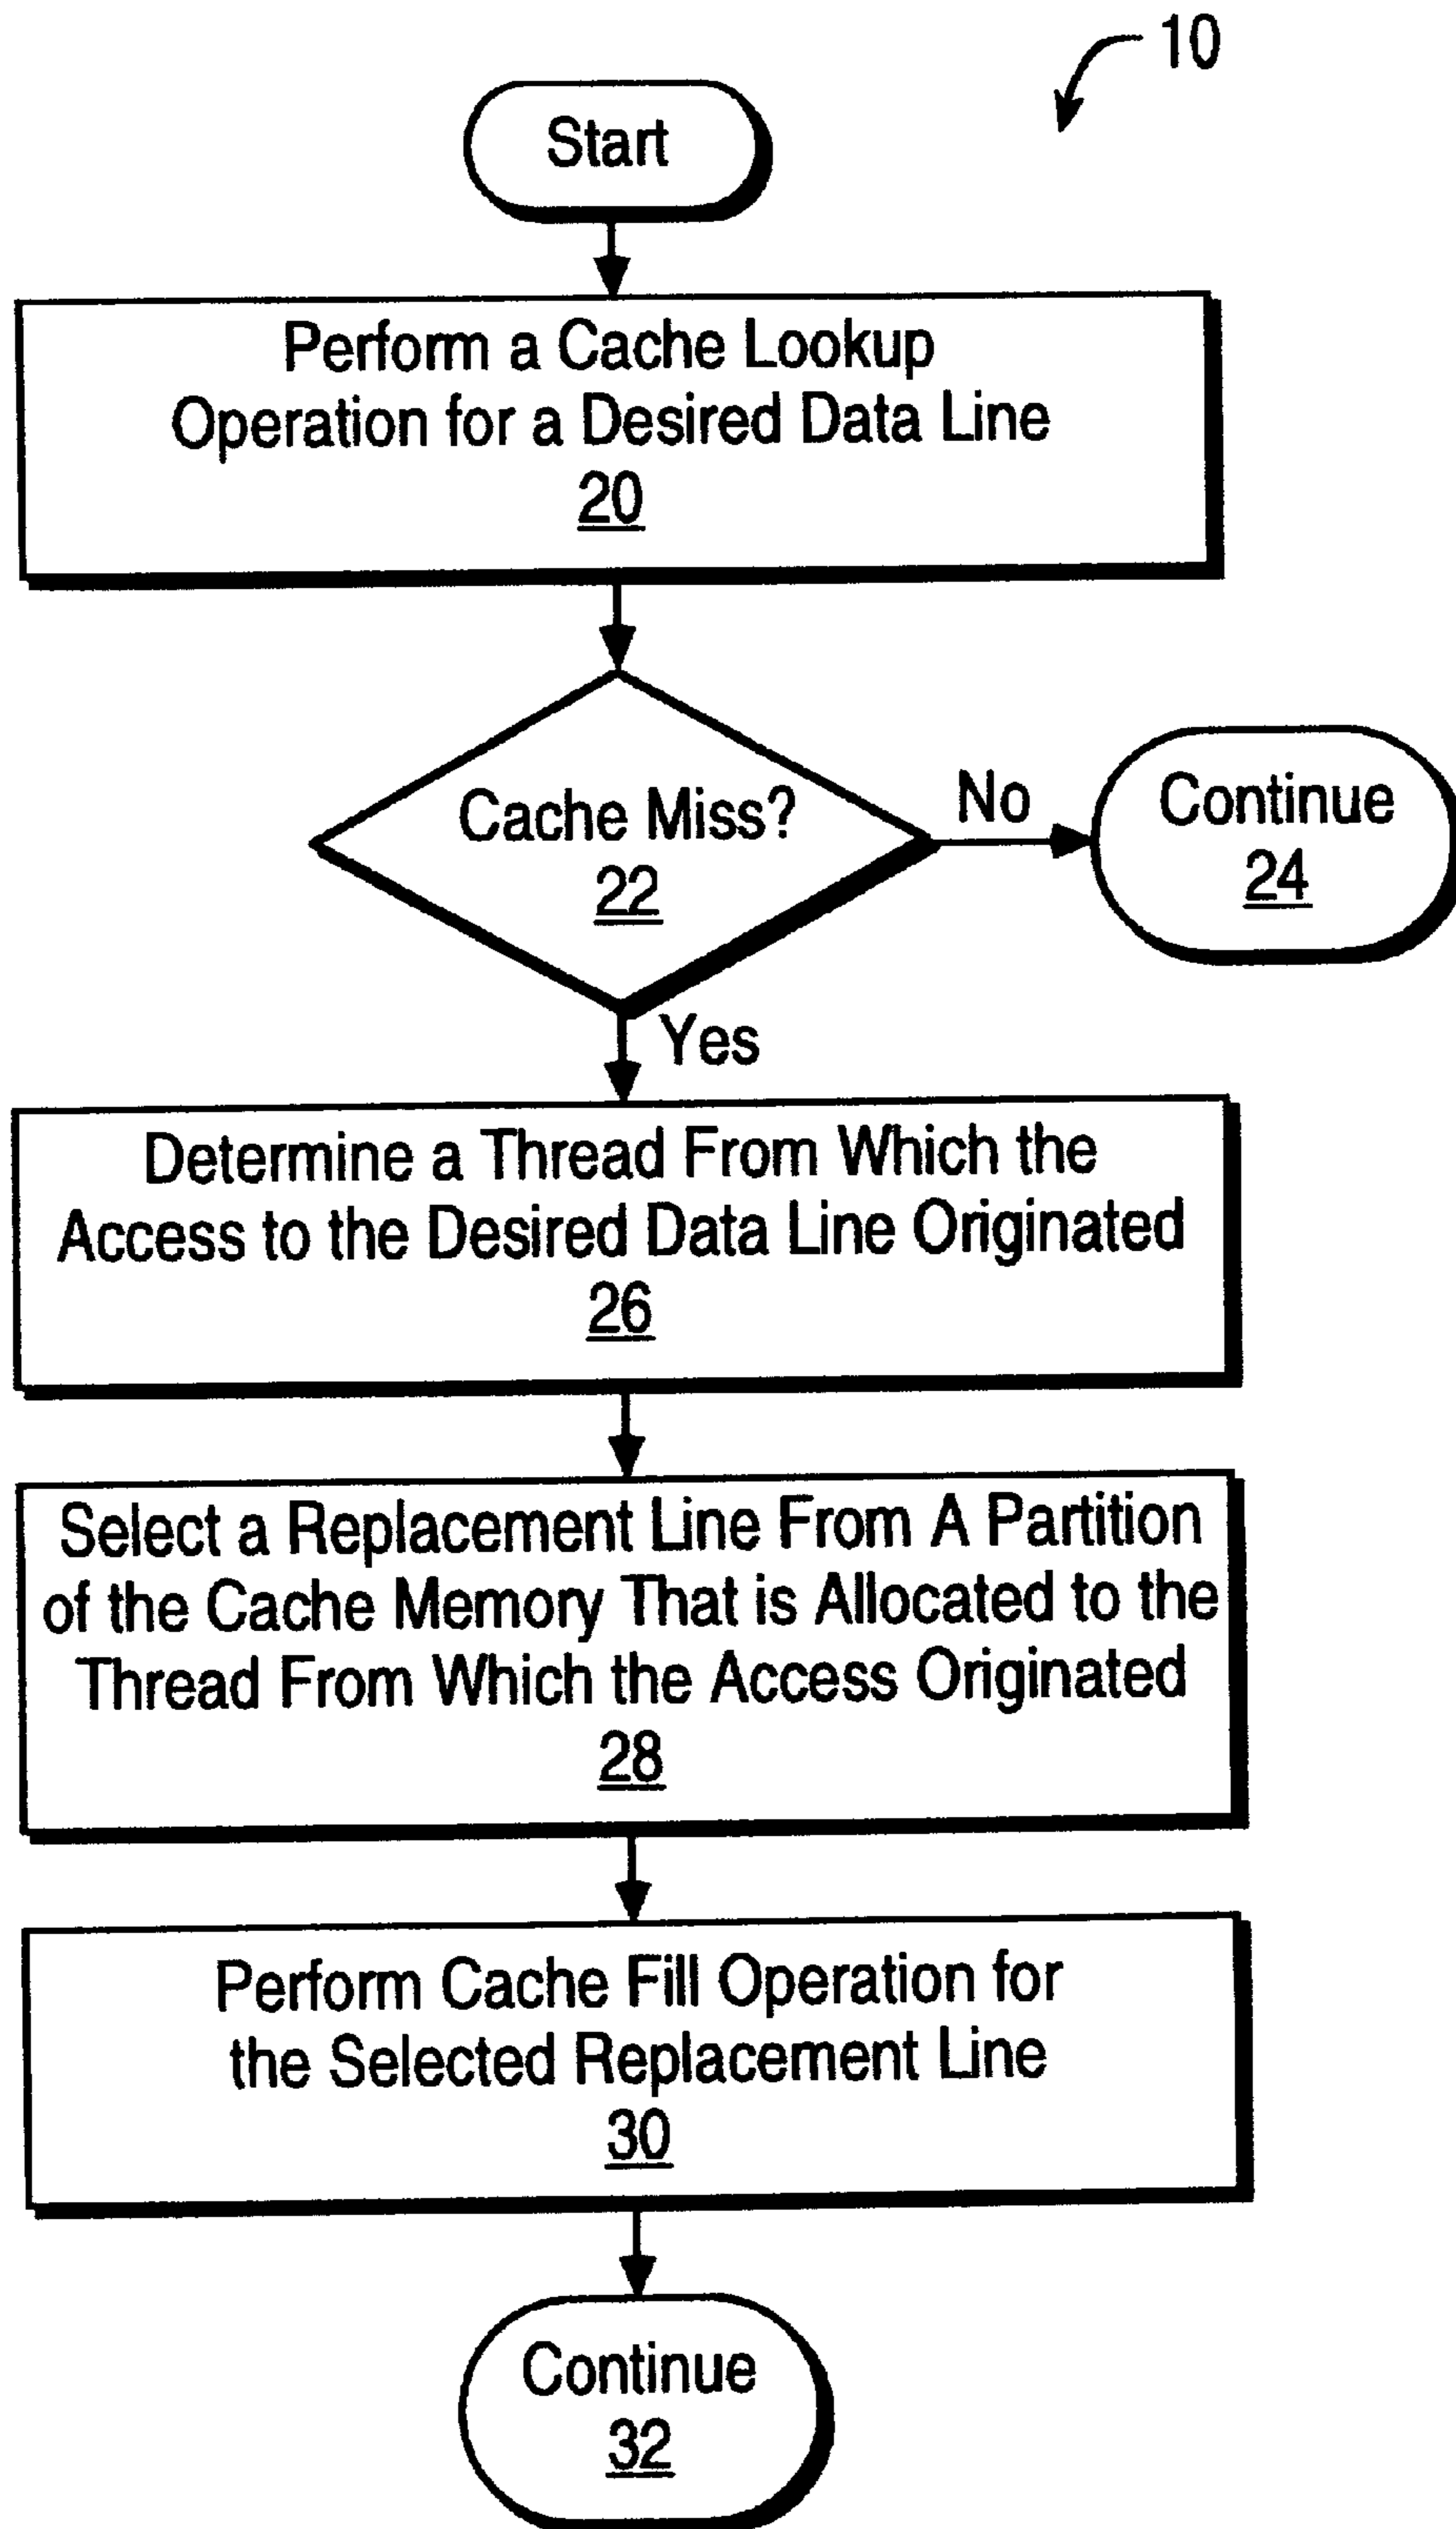 10
Start
Perform a Cache Lookup
Operation for a Desired Data Line
20
Cache Miss?
22
No
Continue
24
Yes
Determine a Thread From Which the
Access to the Desired Data Line Originated
26
Select a Replacement Line From A Partition
of the Cache Memory That is Allocated to the
Thread From Which the Access Originated
28
Perform Cache Fill Operation for
the Selected Replacement Line
30
Continue
32